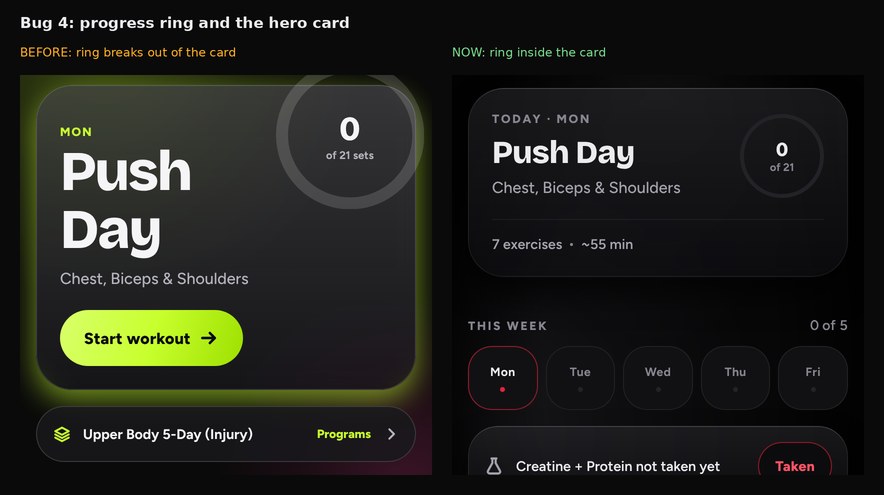 Bug 4: progress ring and the hero card
BEFORE: ring breaks out of the card
MON
Push
Day
Chest, Biceps & Shoulders
0
of 21 sets
Start workout →
Upper Body 5-Day (Injury)
Programs
NOW: ring inside the card
TODAY · MON
Push Day
Chest, Biceps & Shoulders
0
of 21
7 exercises · ~55 min
THIS WEEK
0 of 5
Mon
Tue
Wed
Thu
Fri
Creatine + Protein not taken yet
Taken